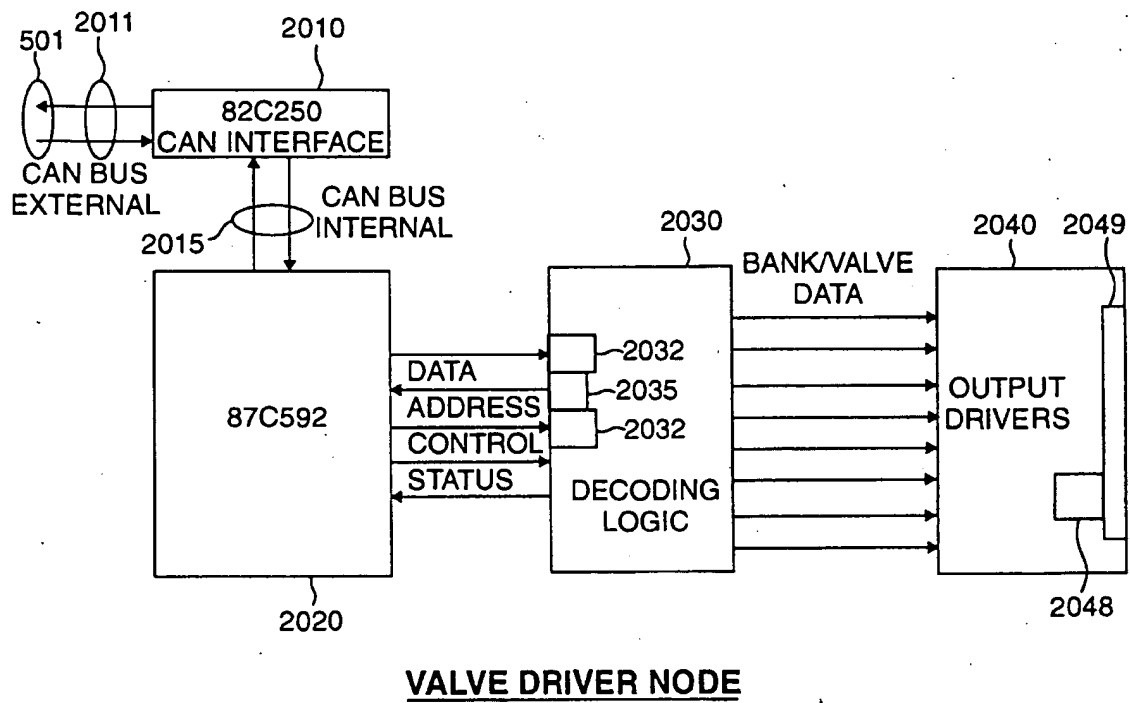 501
2011
2010
82C250
CAN INTERFACE
CAN BUS
EXTERNAL
CAN BUS
INTERNAL
2015
2030
2040
2049
BANK/VALVE
DATA
87C592
DATA
ADDRESS
CONTROL
STATUS
2032
2035
2032
DECODING
LOGIC
OUTPUT
DRIVERS
2048
2020
VALVE DRIVER NODE